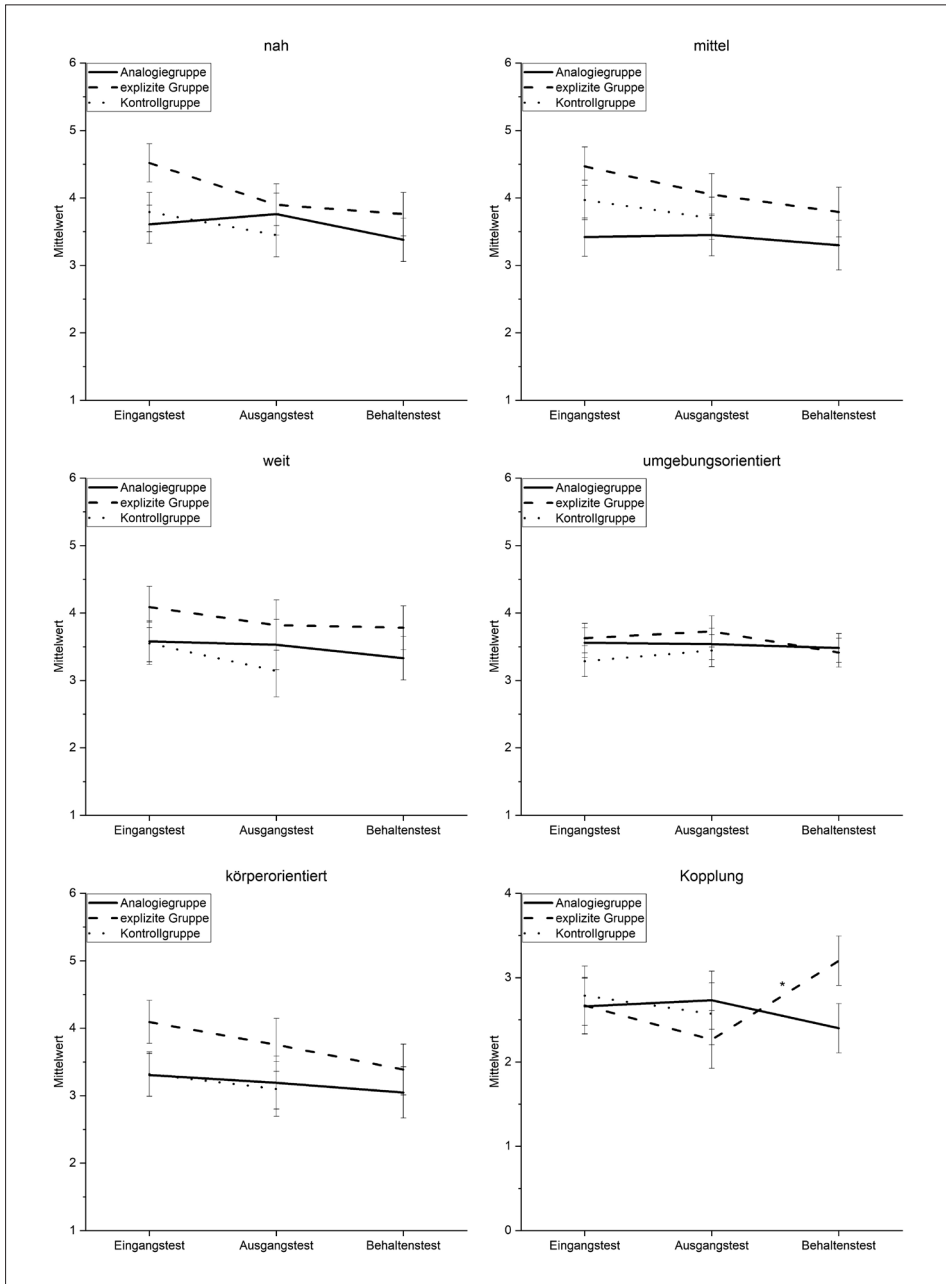 nah
6
5
4
3
2
1
Mittelwert
Analogiegruppe
explizite Gruppe
Kontrollgruppe
Eingangstest Ausgangstest Behaltenstest
mittel
6
5
4
3
2
1
Mittelwert
Analogiegruppe
explizite Gruppe
Kontrollgruppe
Eingangstest Ausgangstest Behaltenstest
weit
6
5
4
3
2
1
Mittelwert
Analogiegruppe
explizite Gruppe
Kontrollgruppe
Eingangstest Ausgangstest Behaltenstest
umgebungsorientiert
6
5
4
3
2
1
Mittelwert
Analogiegruppe
explizite Gruppe
Kontrollgruppe
Eingangstest Ausgangstest Behaltenstest
körperorientiert
6
5
4
3
2
1
Mittelwert
Analogiegruppe
explizite Gruppe
Kontrollgruppe
Eingangstest Ausgangstest Behaltenstest
Kopplung
4
3
2
1
0
Mittelwert
Analogiegruppe
explizite Gruppe
Kontrollgruppe
*
Eingangstest Ausgangstest Behaltenstest